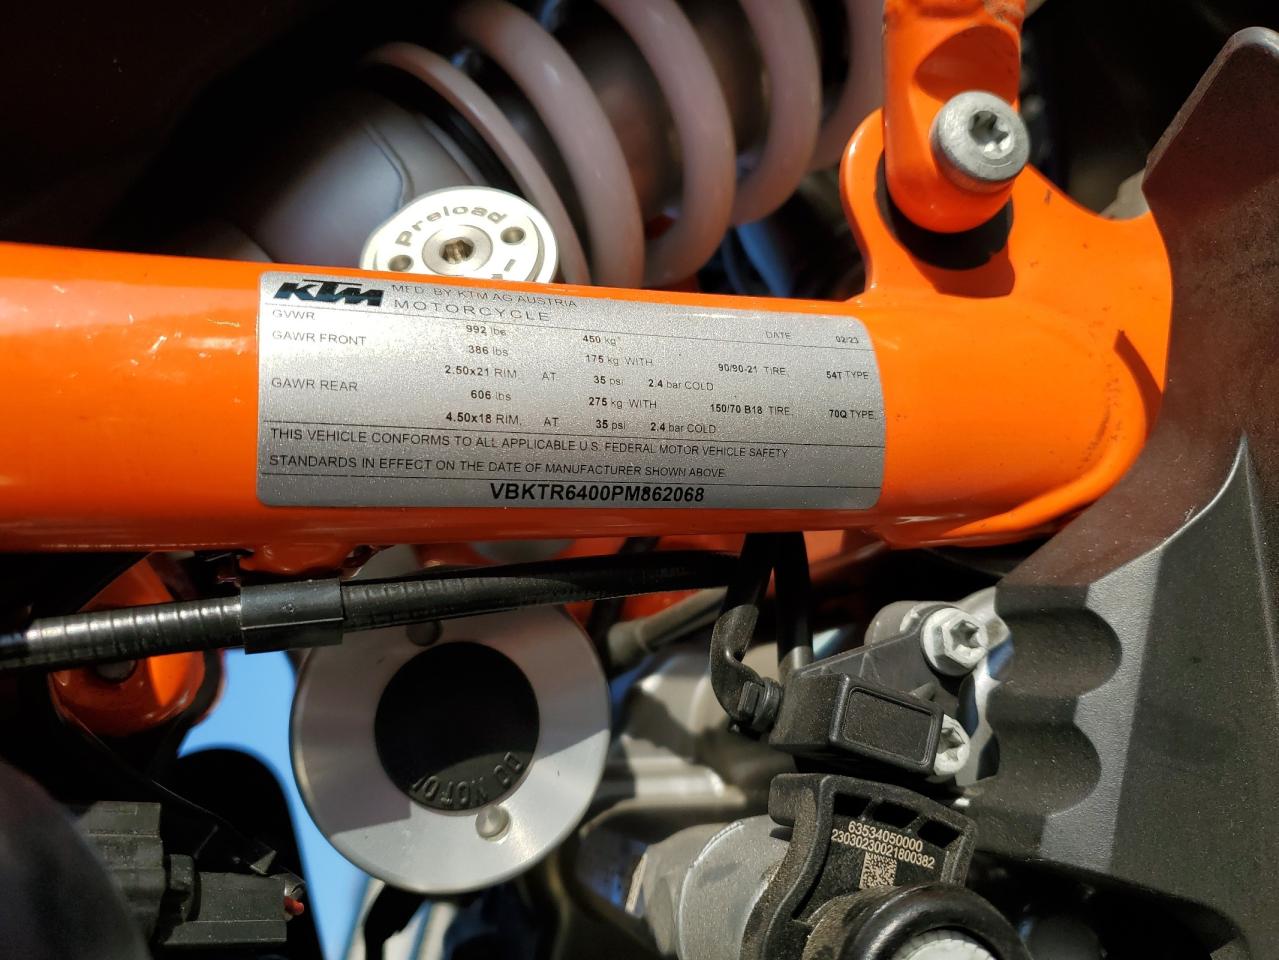 Preload
KTM MFD. BY KTM AG AUSTRIA
MOTORCYCLE DATE 02/23
GVWR 992 lbs 450 kg
GAWR FRONT 386 lbs 175 kg WITH 90/90-21 TIRE, 54T TYPE
2.50x21 RIM AT 35 psi 2.4 bar COLD
GAWR REAR 606 lbs 275 kg WITH 150/70 B18 TIRE, 70Q TYPE,
4.50x18 RIM, AT 35 psi 2.4 bar COLD
THIS VEHICLE CONFORMS TO ALL APPLICABLE U.S. FEDERAL MOTOR VEHICLE SAFETY
STANDARDS IN EFFECT ON THE DATE OF MANUFACTURER SHOWN ABOVE
VBKTR6400PM862068
DO NOT
63534050000
23030230021800382